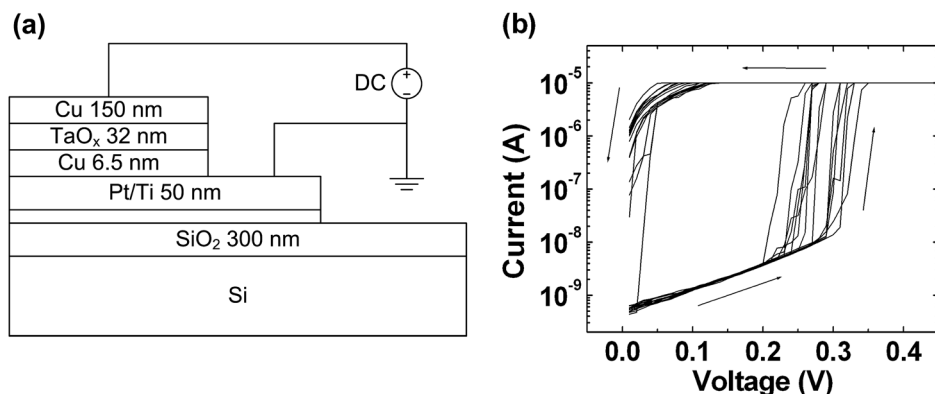 (a)
DC
+
−
Cu 150 nm
TaOₓ 32 nm
Cu 6.5 nm
Pt/Ti 50 nm
SiO₂ 300 nm
Si
(b)
Current (A)
10⁻⁵
10⁻⁶
10⁻⁷
10⁻⁸
10⁻⁹
0.0 0.1 0.2 0.3 0.4
Voltage (V)